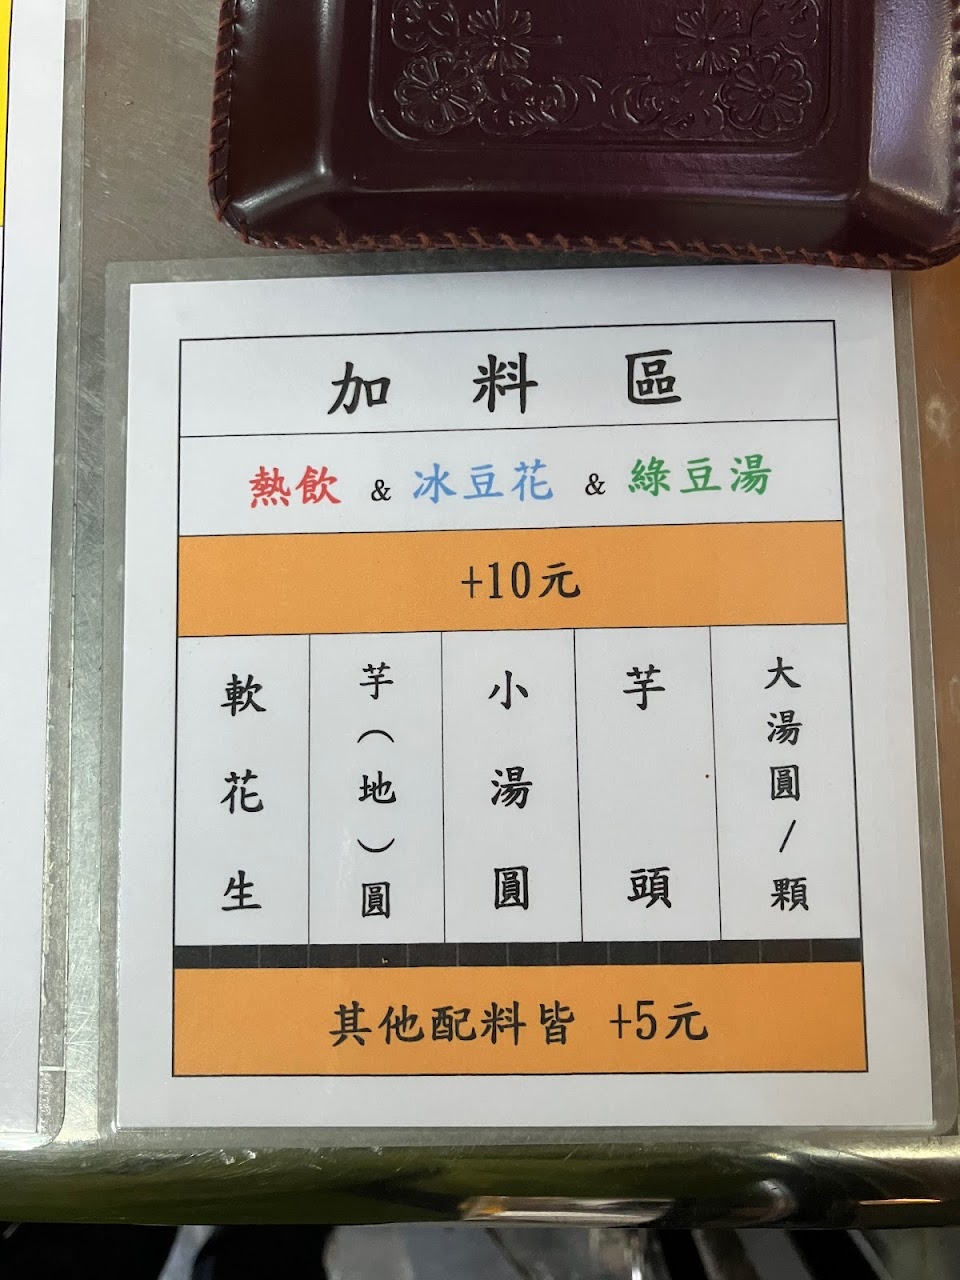 加料區
熱飲 & 冰豆花 & 綠豆湯
+10元
軟花生
芋(地)圓
小湯圓
芋頭
大湯圓/顆
其他配料皆 +5元